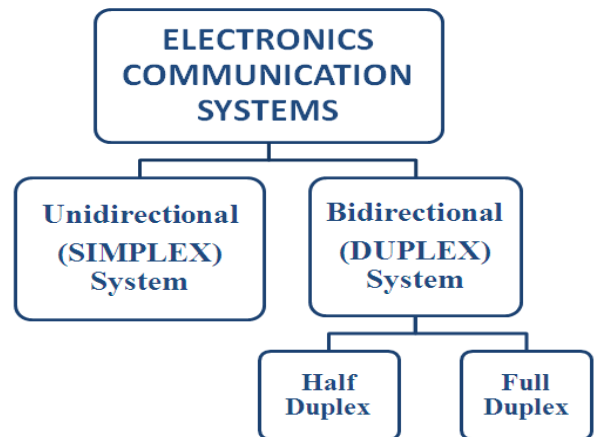 ELECTRONICS
COMMUNICATION
SYSTEMS
Unidirectional
(SIMPLEX)
System
Bidirectional
(DUPLEX)
System
Half
Duplex
Full
Duplex